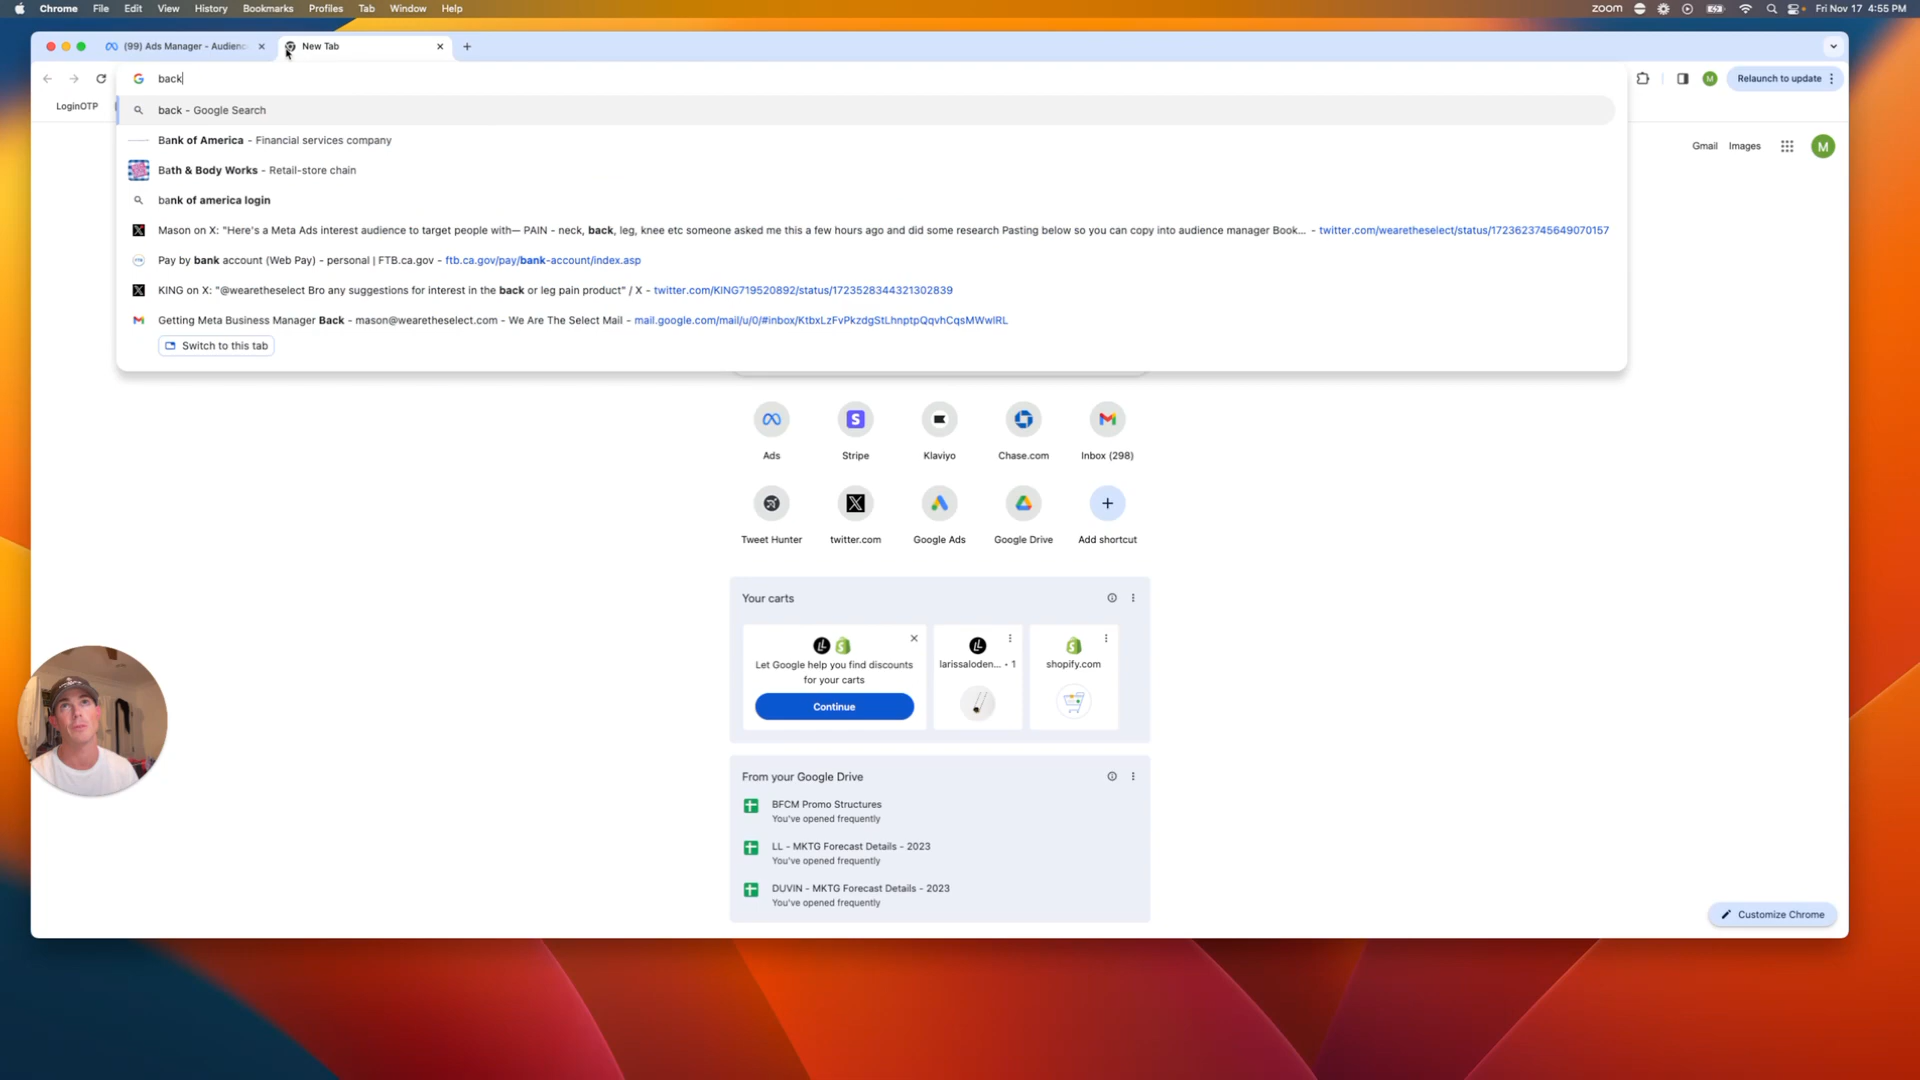 Chrome File Edit View History Bookmarks Profiles Tab Window Help
zoom Fri Nov 17 4:55 PM
(99) Ads Manager - Audienc
New Tab
back
Relaunch to update
LoginOTP
back - Google Search
Bank of America - Financial services company
Bath & Body Works - Retail-store chain
bank of america login
Mason on X: "Here's a Meta Ads interest audience to target people with— PAIN - neck, back, leg, knee etc someone asked me this a few hours ago and did some research Pasting below so you can copy into audience manager Book... - twitter.com/wearetheselect/status/1723623745649070157
Pay by bank account (Web Pay) - personal | FTB.ca.gov - ftb.ca.gov/pay/bank-account/index.asp
KING on X: "@wearetheselect Bro any suggestions for interest in the back or leg pain product" / X - twitter.com/KING719520892/status/1723528344321302839
Getting Meta Business Manager Back - mason@wearetheselect.com - We Are The Select Mail - mail.google.com/mail/u/0/#inbox/KtbxLzFvPkzdgStLhnptpQqvhCqsMWwlRL
Switch to this tab
Gmail Images M
Ads Stripe Klaviyo Chase.com Inbox (298)
Tweet Hunter twitter.com Google Ads Google Drive Add shortcut
Your carts
Let Google help you find discounts
for your carts
Continue
larissaloden... • 1
shopify.com
From your Google Drive
BFCM Promo Structures
You've opened frequently
LL - MKTG Forecast Details - 2023
You've opened frequently
DUVIN - MKTG Forecast Details - 2023
You've opened frequently
Customize Chrome